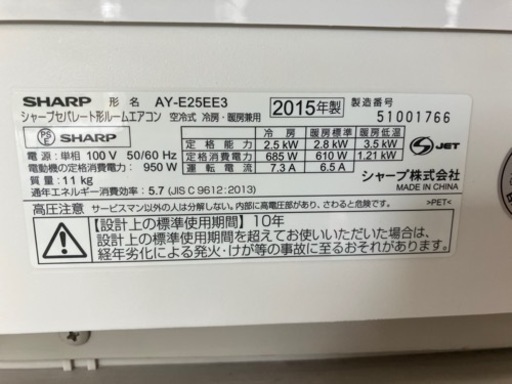 SHARP 形名 AY-E25EE3 2015年製 製造番号
シャープセパレート形ルームエアコン 空冷式 冷房・暖房兼用 51001766
PSE SHARP
冷房 暖房標準 暖房低温
定格能力 2.5 kW 2.8 kW 3.5 kW
定格消費電力 685 W 610 W 1.21 kW
運転電流 7.3 A 6.5 A
S JET
電源:単相 100 V 50/60 Hz
電動機の定格消費電力: 950 W
質量:11 kg
通年エネルギー消費効率: 5.7 (JIS C 9612:2013)
シャープ株式会社
MADE IN CHINA
高圧注意 サービスマン以外の人は分解しない。内部に高電圧部があり、さわると危険です。
>PET<
【設計上の標準使用期間】10年
設計上の標準使用期間を超えてお使いいただいた場合は、
経年劣化による発火・けが等の事故に至るおそれがあります。